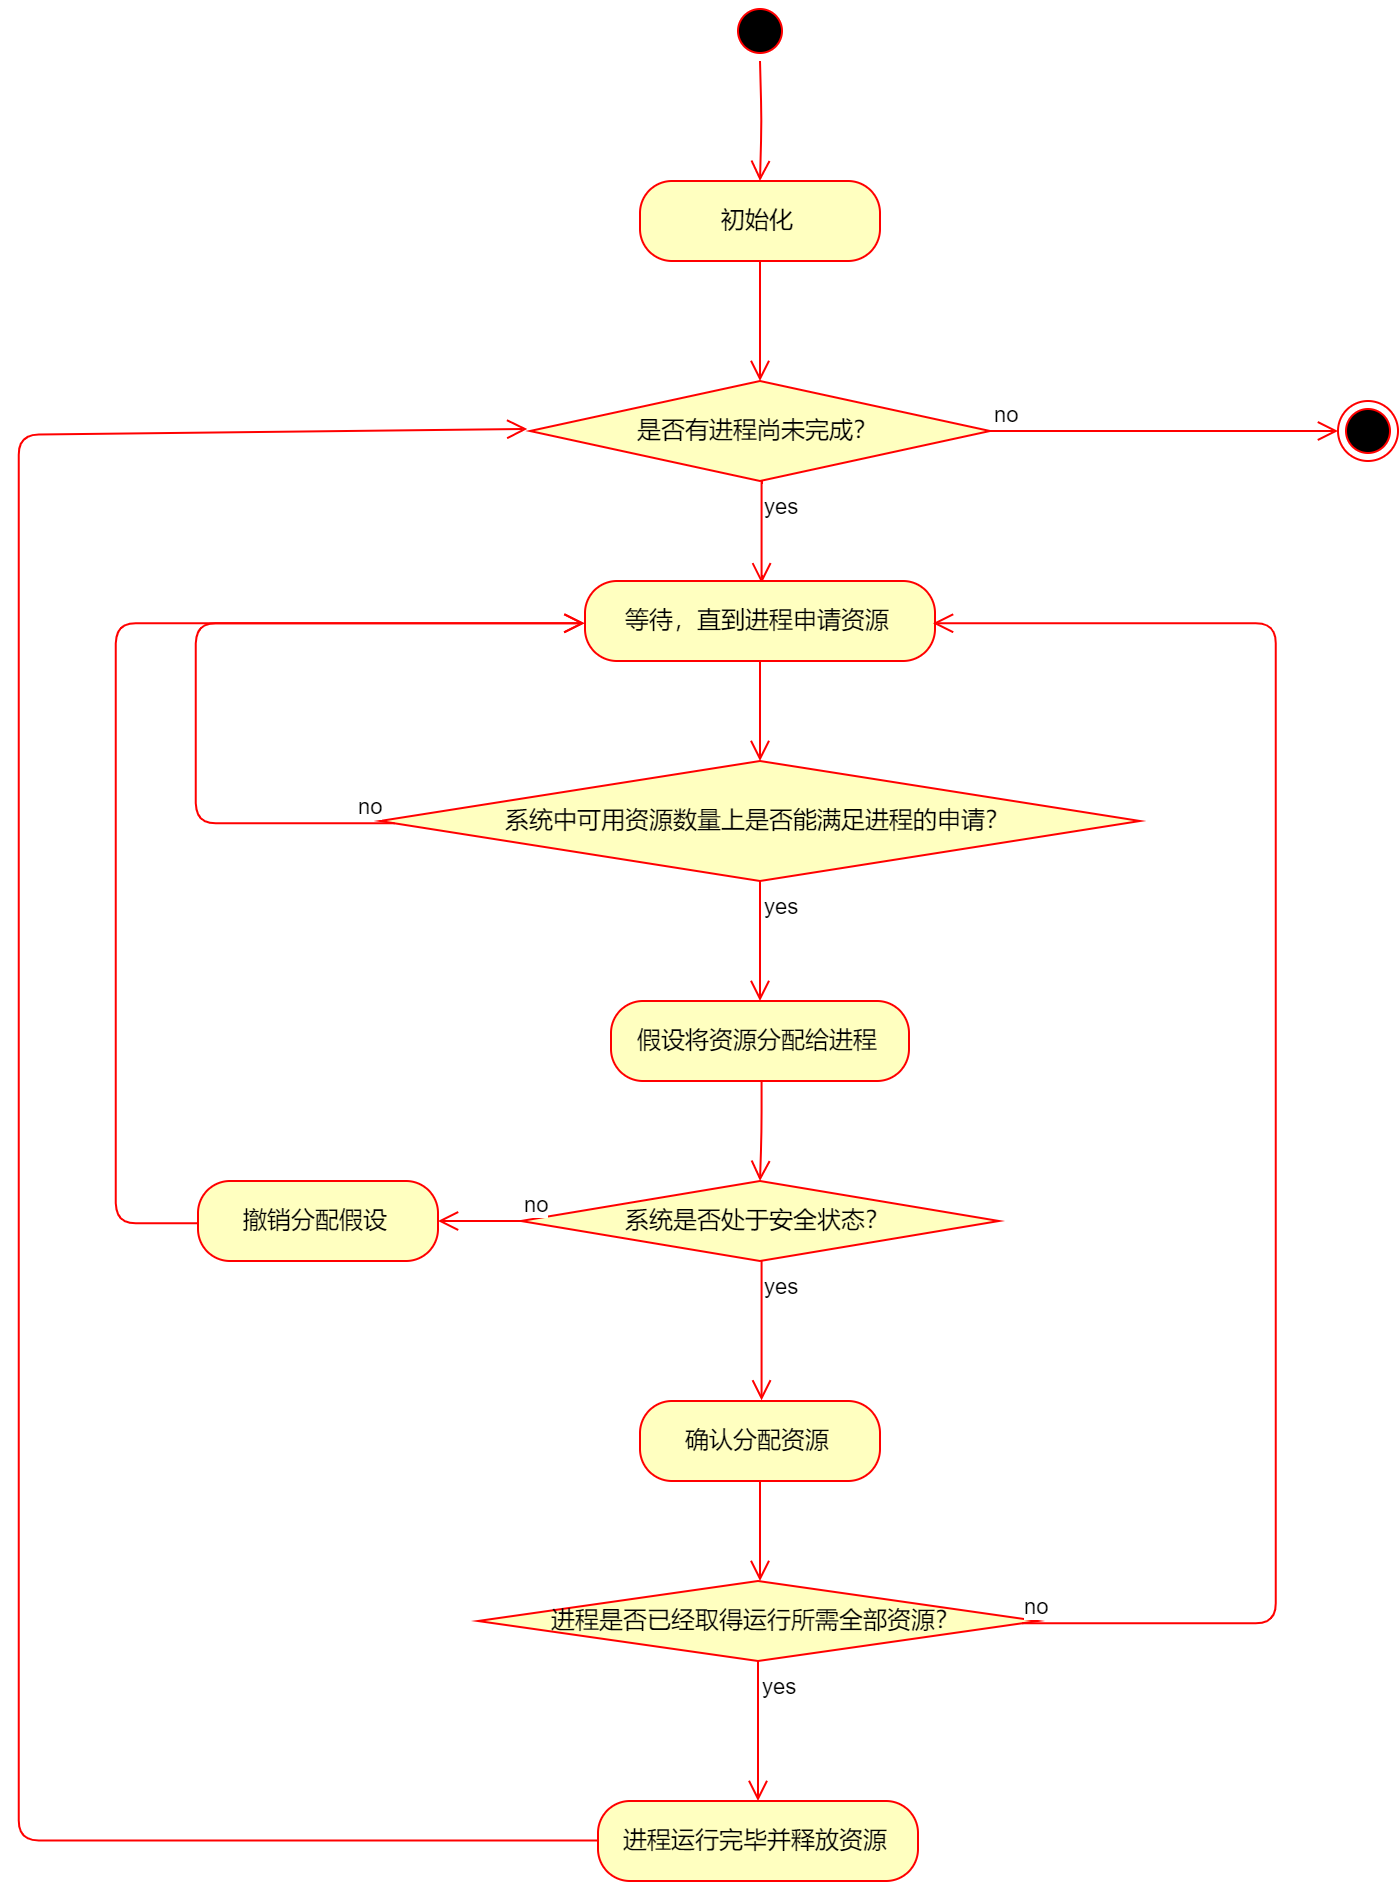 初始化
是否有进程尚未完成?
no
yes
等待，直到进程申请资源
no
系统中可用资源数量上是否能满足进程的申请?
yes
假设将资源分配给进程
撤销分配假设
no
系统是否处于安全状态?
yes
确认分配资源
进程是否已经取得运行所需全部资源?
no
yes
进程运行完毕并释放资源